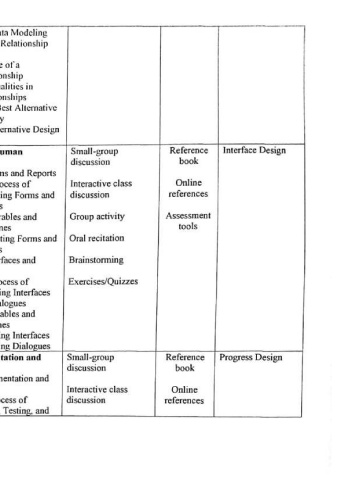 ata Modeling
Relationship
e of a
onship
alities in
onships
Best Alternative
y
ernative Design
uman
ns and Reports
ocess of
ing Forms and
s
rables and
nes
ting Forms and
s
faces and
ocess of
ing Interfaces
alogues
ables and
nes
ng Interfaces
ng Dialogues
Small-group
discussion
Interactive class
discussion
Group activity
Oral recitation
Brainstorming
Exercises/Quizzes
Reference
book
Online
references
Assessment
tools
Interface Design
tation and
nentation and
cess of
, Testing, and
Small-group
discussion
Interactive class
discussion
Reference
book
Online
references
Progress Design